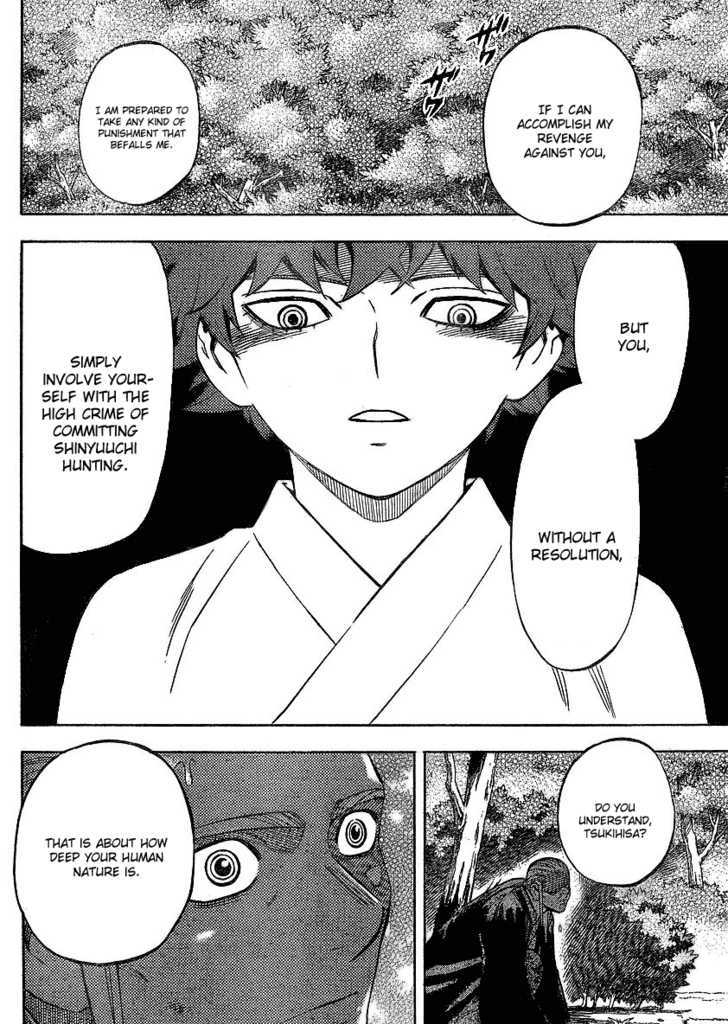 IF I CAN
ACCOMPLISH MY
REVENGE
AGAINST YOU,
I AM PREPARED TO
TAKE ANY KIND OF
PUNISHMENT THAT
BEFALLS ME.
BUT
YOU,
WITHOUT A
RESOLUTION,
SIMPLY
INVOLVE YOUR-
SELF WITH THE
HIGH CRIME OF
COMMITTING
SHINYUUCHI
HUNTING.
DO YOU
UNDERSTAND,
TSUKIHISA?
THAT IS ABOUT HOW
DEEP YOUR HUMAN
NATURE IS.